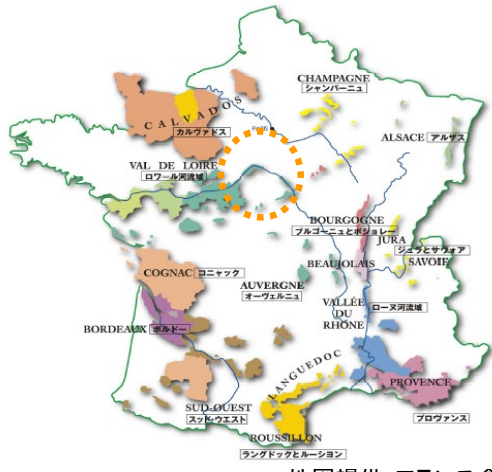 CHAMPAGNE
シャンパーニュ
CALVADOS
カルヴァドス
PARIS
ALSACE アルザス
VAL DE LOIRE
ロワール河流域
BOURGOGNE
ブルゴーニュとボジョレー
JURA
ジュラとサヴォア
SAVOIE
BEAUJOLAIS
COGNAC コニャック
AUVERGNE
オーヴェルニュ
VALLÉE
DU
RHÔNE
ローヌ河流域
BORDEAUX ボルドー
LANGUEDOC
PROVENCE
プロヴァンス
SUD-OUEST
スッド・ウエスト
ROUSSILLON
ラングドックとルーション